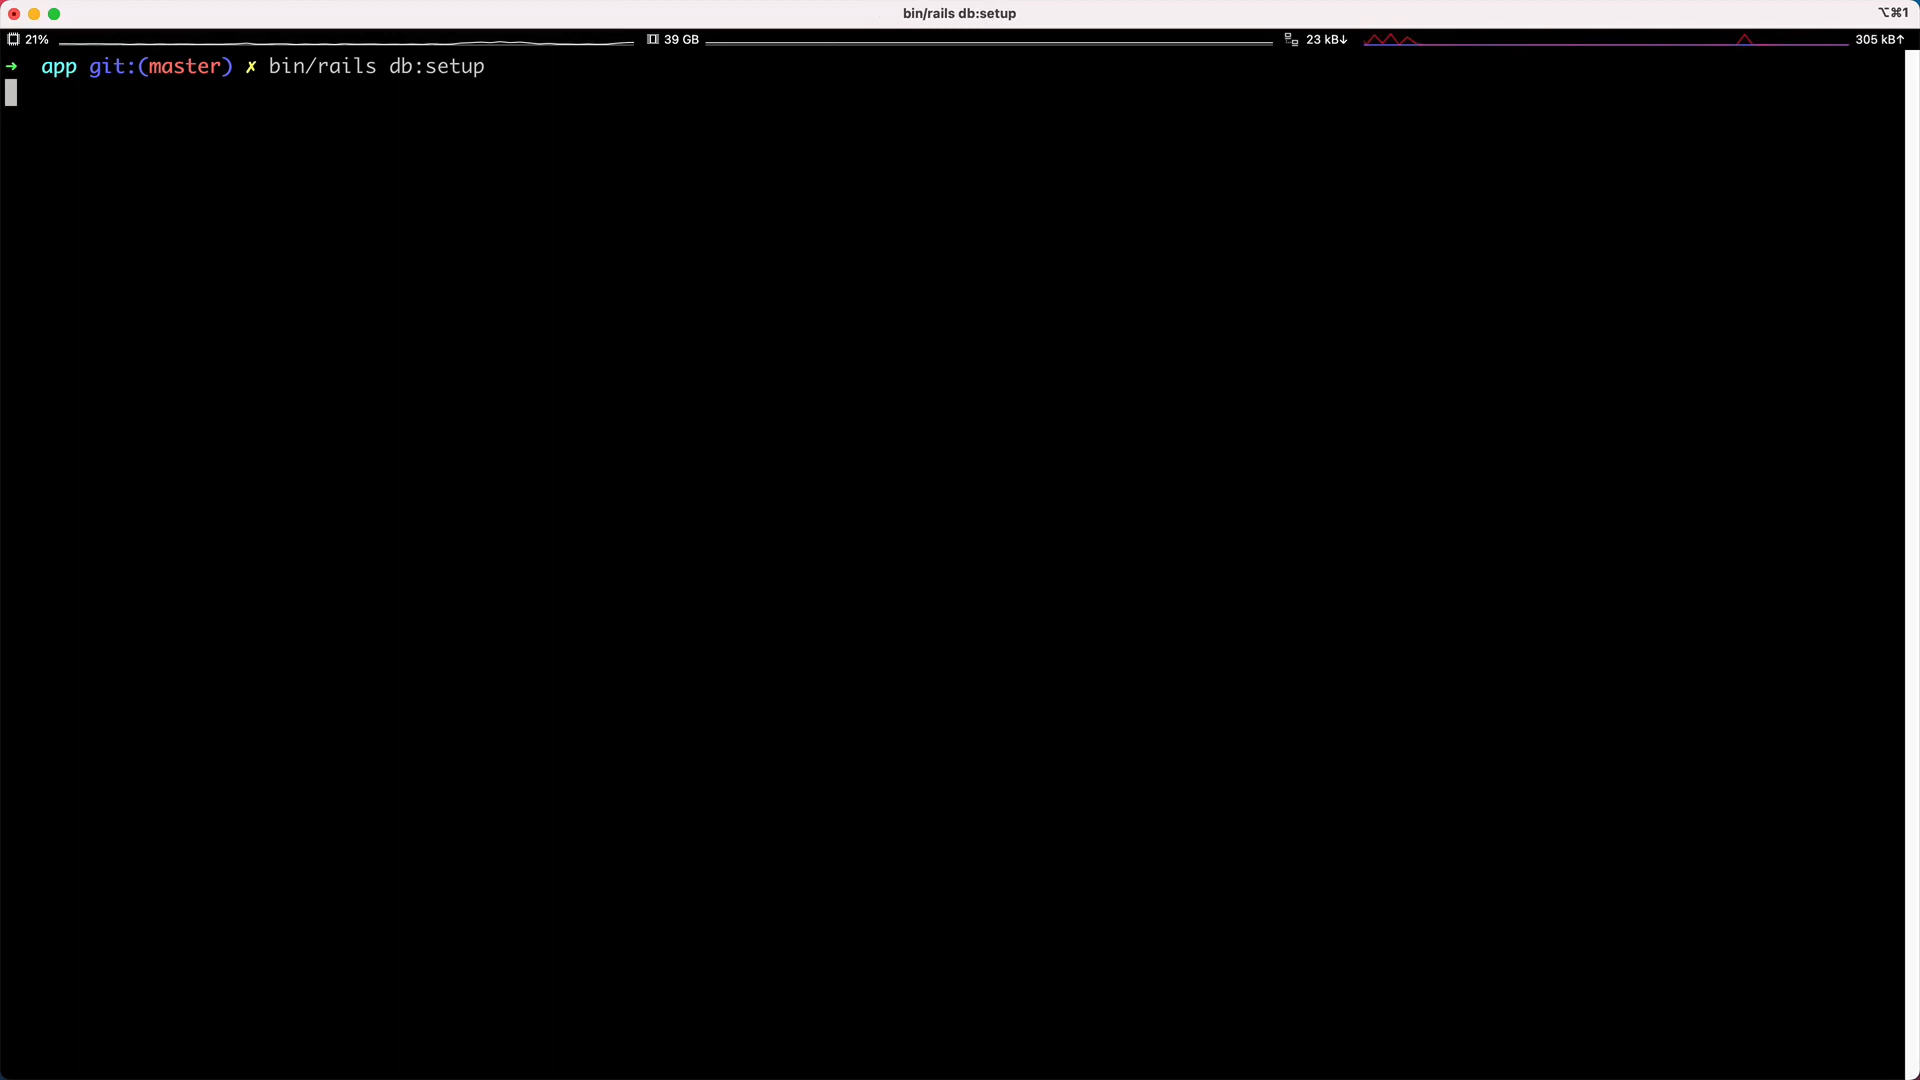 bin/rails db:setup
⌥⌘1
21%
39 GB
23 kB↓
305 kB↑
➜ app git:(master) ✗ bin/rails db:setup